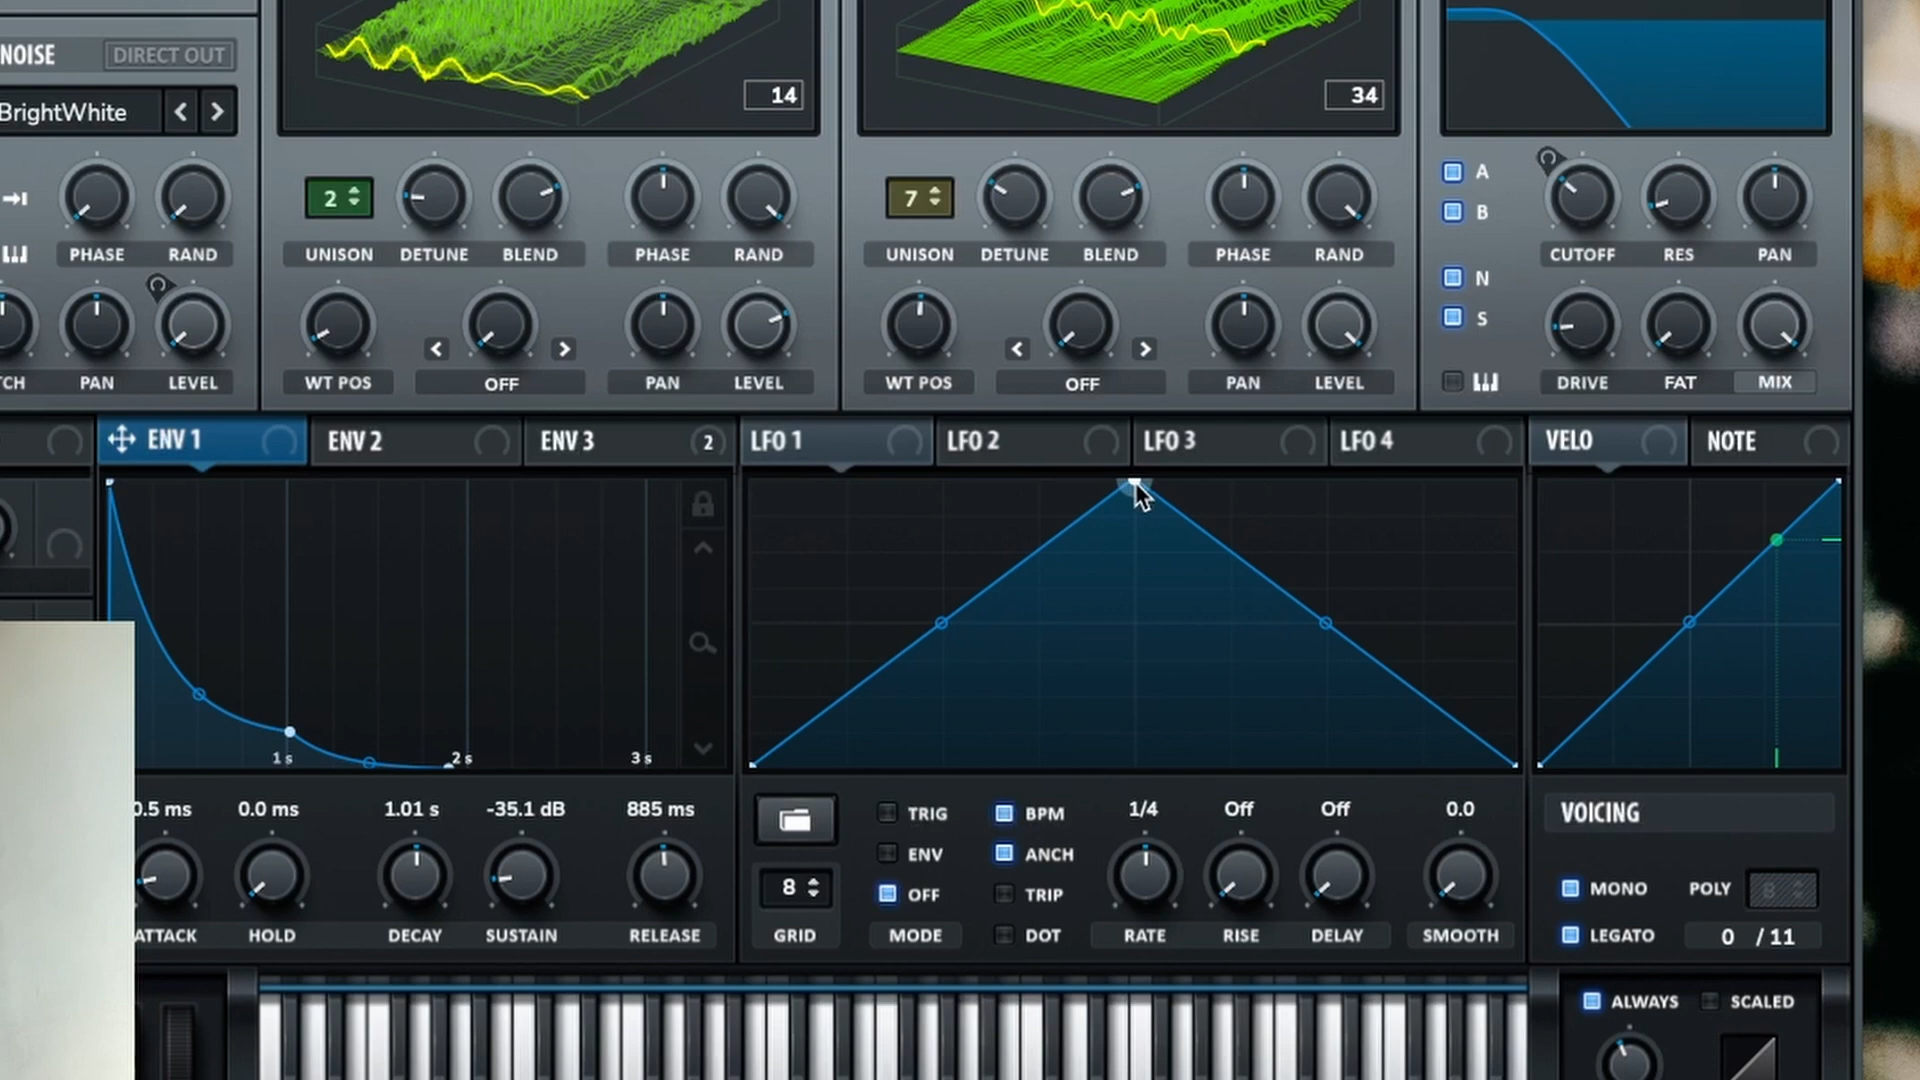 NOISE DIRECT OUT
BrightWhite
14
34
A
B
N
S
PHASE RAND
2
UNISON DETUNE BLEND PHASE RAND
7
UNISON DETUNE BLEND PHASE RAND
CUTOFF RES PAN
TCH PAN LEVEL
WT POS OFF PAN LEVEL
WT POS OFF PAN LEVEL
DRIVE FAT MIX
ENV 1 ENV 2 ENV 3 2
LFO 1 LFO 2 LFO 3 LFO 4
VELO NOTE
1 s 2 s 3 s
0.5 ms 0.0 ms 1.01 s -35.1 dB 885 ms
ATTACK HOLD DECAY SUSTAIN RELEASE
8
GRID
TRIG BPM
ENV ANCH
OFF TRIP
MODE DOT
1/4 Off Off 0.0
RATE RISE DELAY SMOOTH
VOICING
MONO POLY 8
LEGATO 0 / 11
ALWAYS SCALED